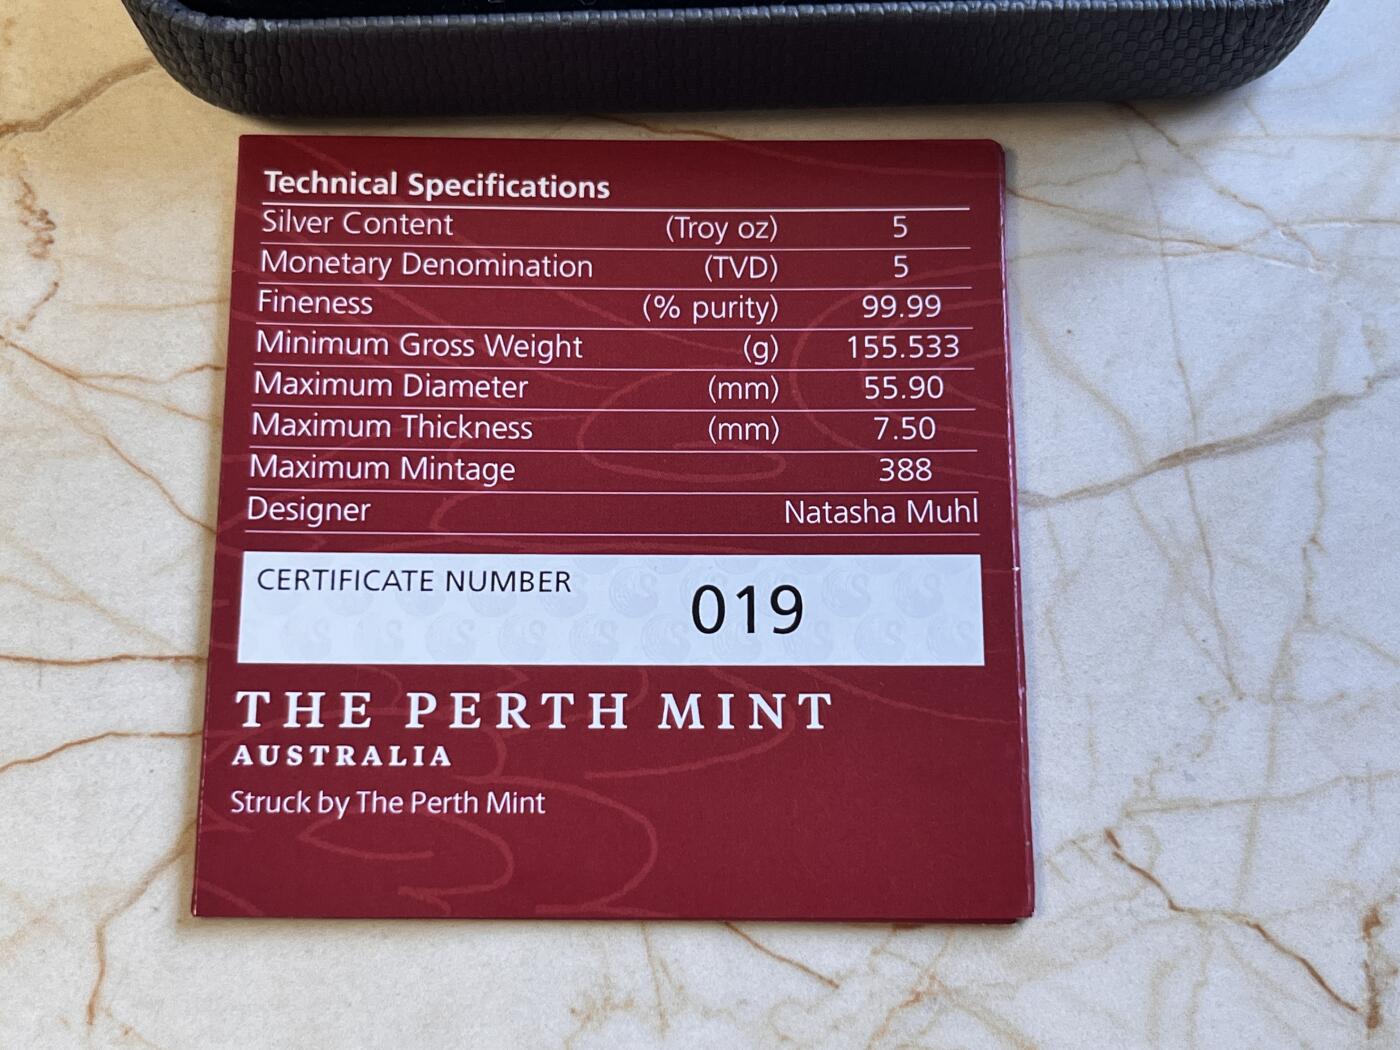 Technical Specifications
Silver Content (Troy oz) 5
Monetary Denomination (TVD) 5
Fineness (% purity) 99.99
Minimum Gross Weight (g) 155.533
Maximum Diameter (mm) 55.90
Maximum Thickness (mm) 7.50
Maximum Mintage 388
Designer Natasha Muhl
CERTIFICATE NUMBER 019
THE PERTH MINT
AUSTRALIA
Struck by The Perth Mint